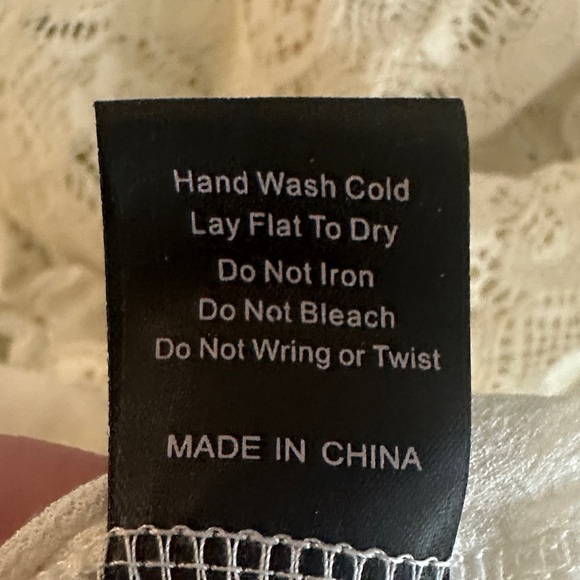 Hand Wash Cold
Lay Flat To Dry
Do Not Iron
Do Not Bleach
Do Not Wring or Twist
MADE IN CHINA